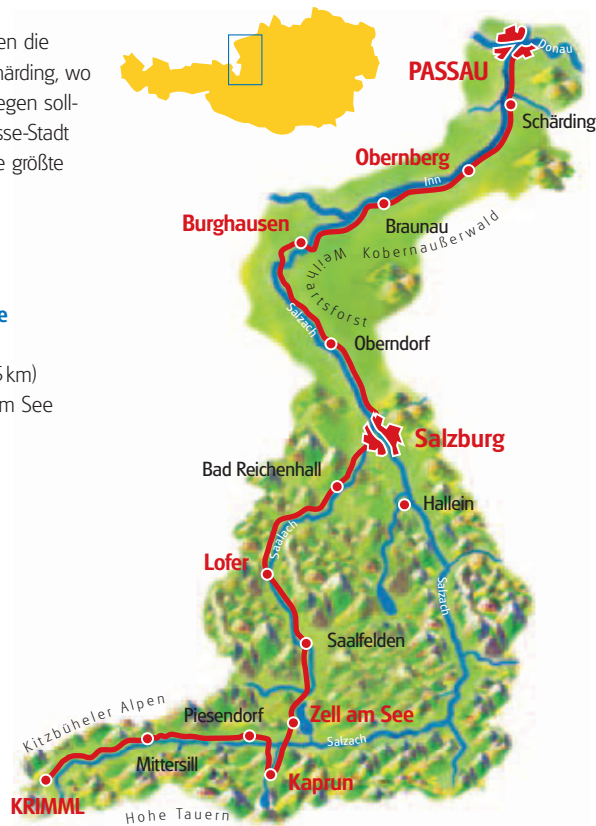 en die
härding, wo
egen soll-
sse-Stadt
e größte
e
5 km)
m See
PASSAU
Donau
Schärding
Obernberg
Inn
Braunau
Burghausen
Kobernaußerwald
Weilhartsforst
Salzach
Oberndorf
Salzburg
Bad Reichenhall
Hallein
Saalach
Lofer
Salzach
Saalfelden
Kitzbüheler Alpen
Piesendorf
Zell am See
Salzach
Mittersill
Kaprun
KRIMML
Hohe Tauern